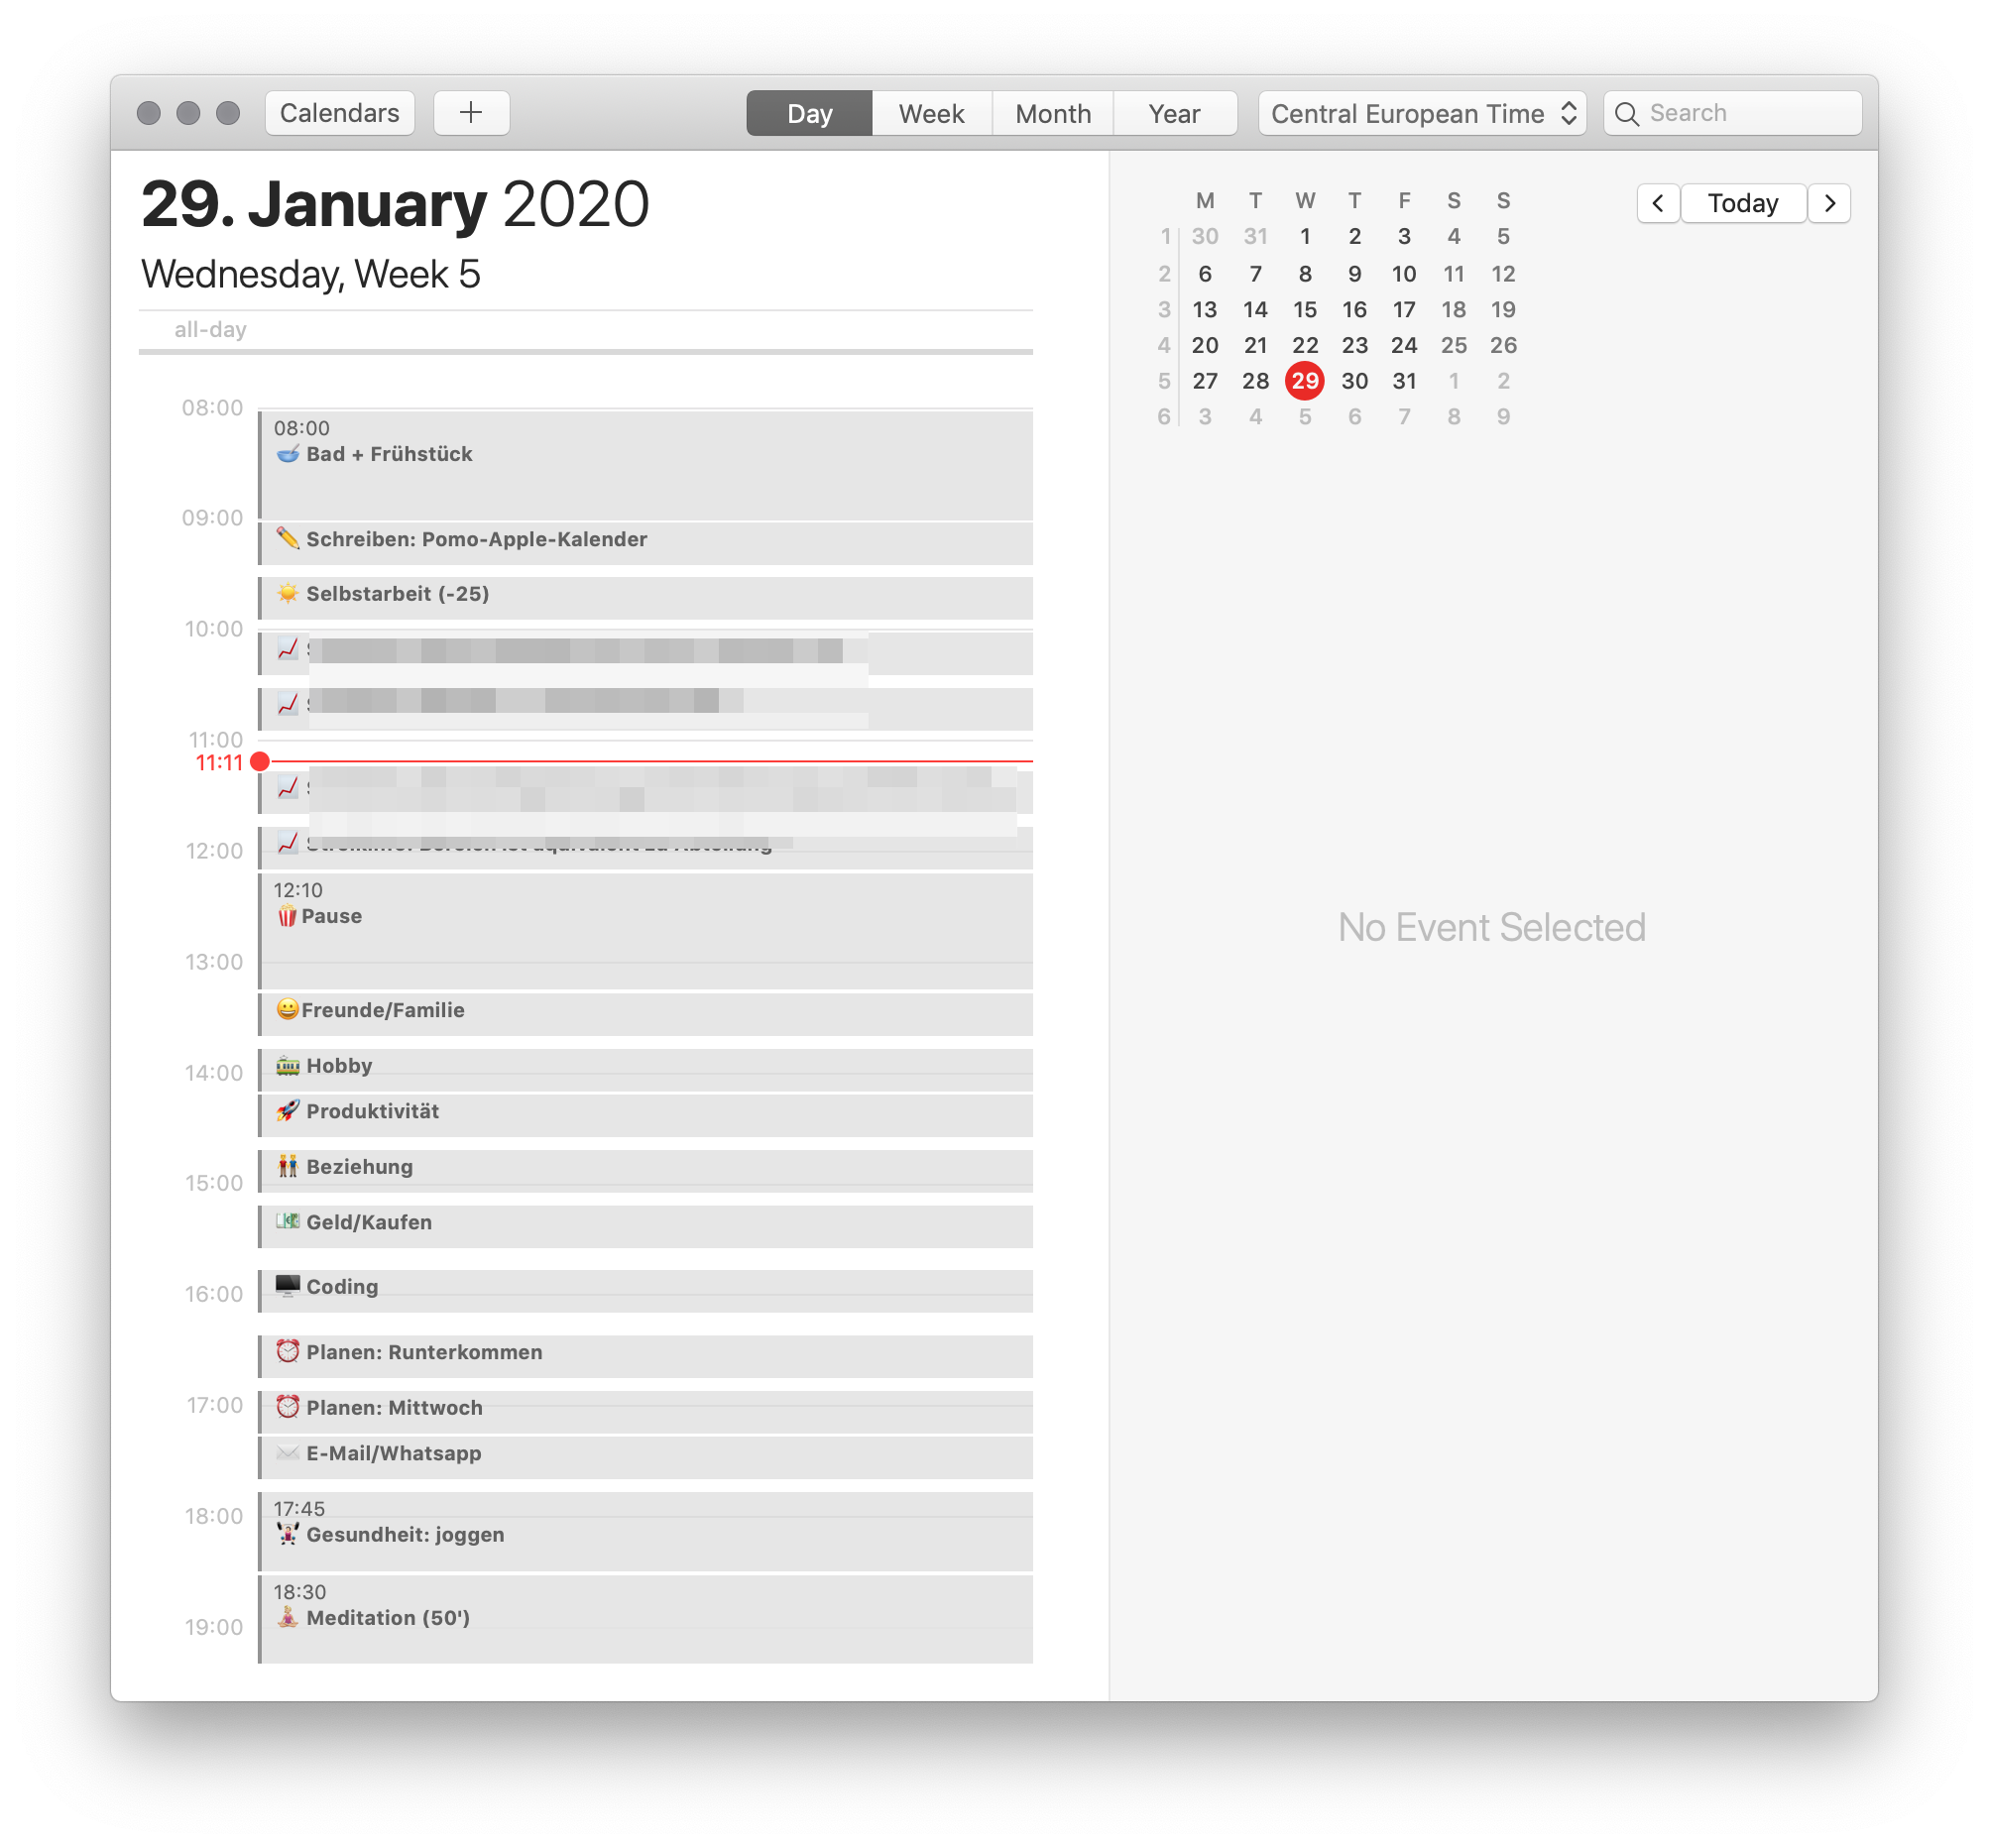 Calendars
Day Week Month Year
Central European Time
Search
29. January 2020
Wednesday, Week 5
all-day
M T W T F S S
1 30 31 1 2 3 4 5
2 6 7 8 9 10 11 12
3 13 14 15 16 17 18 19
4 20 21 22 23 24 25 26
5 27 28 29 30 31 1 2
6 3 4 5 6 7 8 9
Today
08:00
08:00
Bad + Frühstück
09:00
Schreiben: Pomo-Apple-Kalender
Selbstarbeit (-25)
10:00
11:00
11:11
12:00
12:10
Pause
13:00
Freunde/Familie
Hobby
14:00
Produktivität
Beziehung
15:00
Geld/Kaufen
Coding
16:00
Planen: Runterkommen
17:00
Planen: Mittwoch
E-Mail/Whatsapp
17:45
18:00
Gesundheit: joggen
18:30
Meditation (50')
19:00
No Event Selected